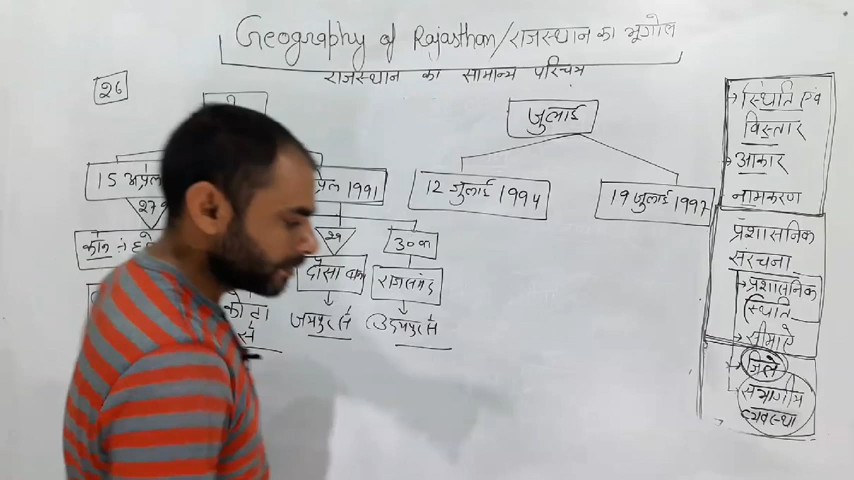 Geography of Rajasthan/राजस्थान का भूगोल
राजस्थान का सामान्य परिचय
26
जुलाई
15 अप्रैल
1991
12 जुलाई 1994
19 जुलाई 1997
29
30वा
दौसा
राजसमंद
कोटा
से
जयपुर से
उदयपुर से
→ स्थिति एवं
विस्तार
→ आकार
नामकरण
प्रशासनिक
संरचना
→ प्रशासनिक
स्थिति
→ सीमाऐ
→ जिले
संभागीय
व्यवस्था